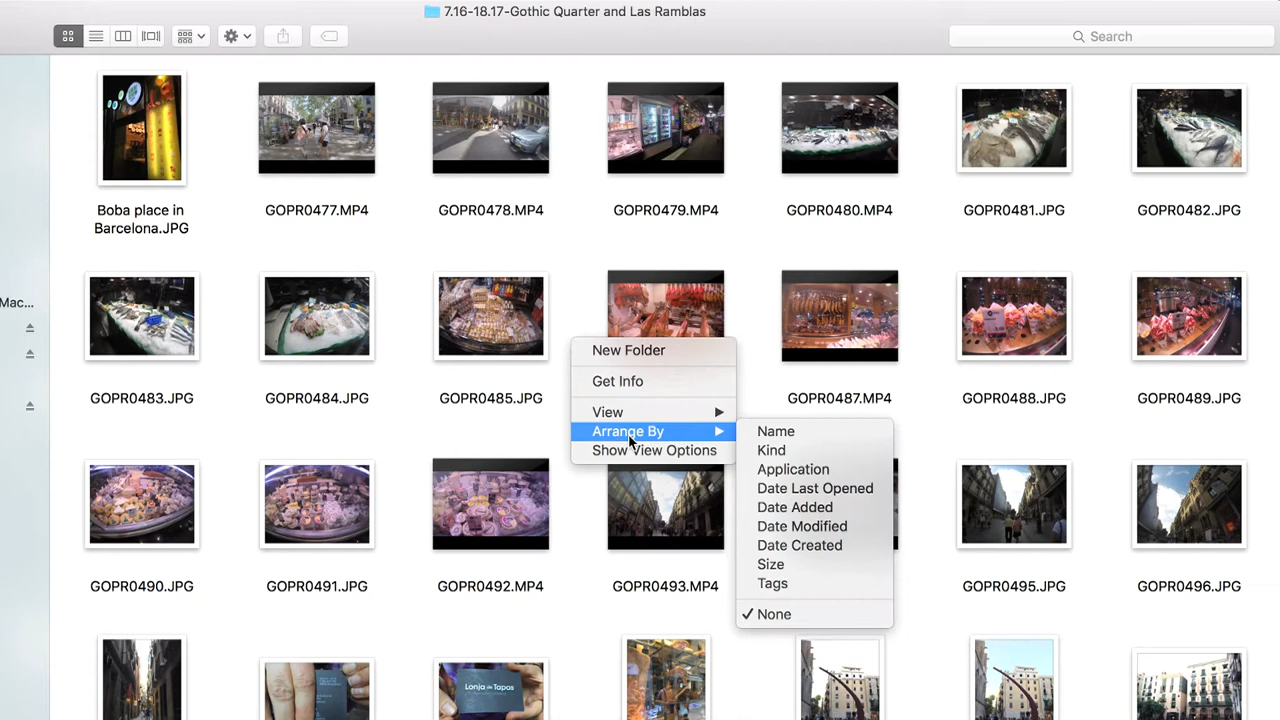 7.16-18.17-Gothic Quarter and Las Ramblas
Search
Boba place in
Barcelona.JPG
GOPR0477.MP4
GOPR0478.MP4
GOPR0479.MP4
GOPR0480.MP4
GOPR0481.JPG
GOPR0482.JPG
Mac...
GOPR0483.JPG
GOPR0484.JPG
GOPR0485.JPG
GOPR0487.MP4
GOPR0488.JPG
GOPR0489.JPG
New Folder
Get Info
View
Arrange By
Show View Options
Name
Kind
Application
Date Last Opened
Date Added
Date Modified
Date Created
Size
Tags
None
GOPR0490.JPG
GOPR0491.JPG
GOPR0492.MP4
GOPR0493.MP4
GOPR0495.JPG
GOPR0496.JPG
Lonja de Tapas